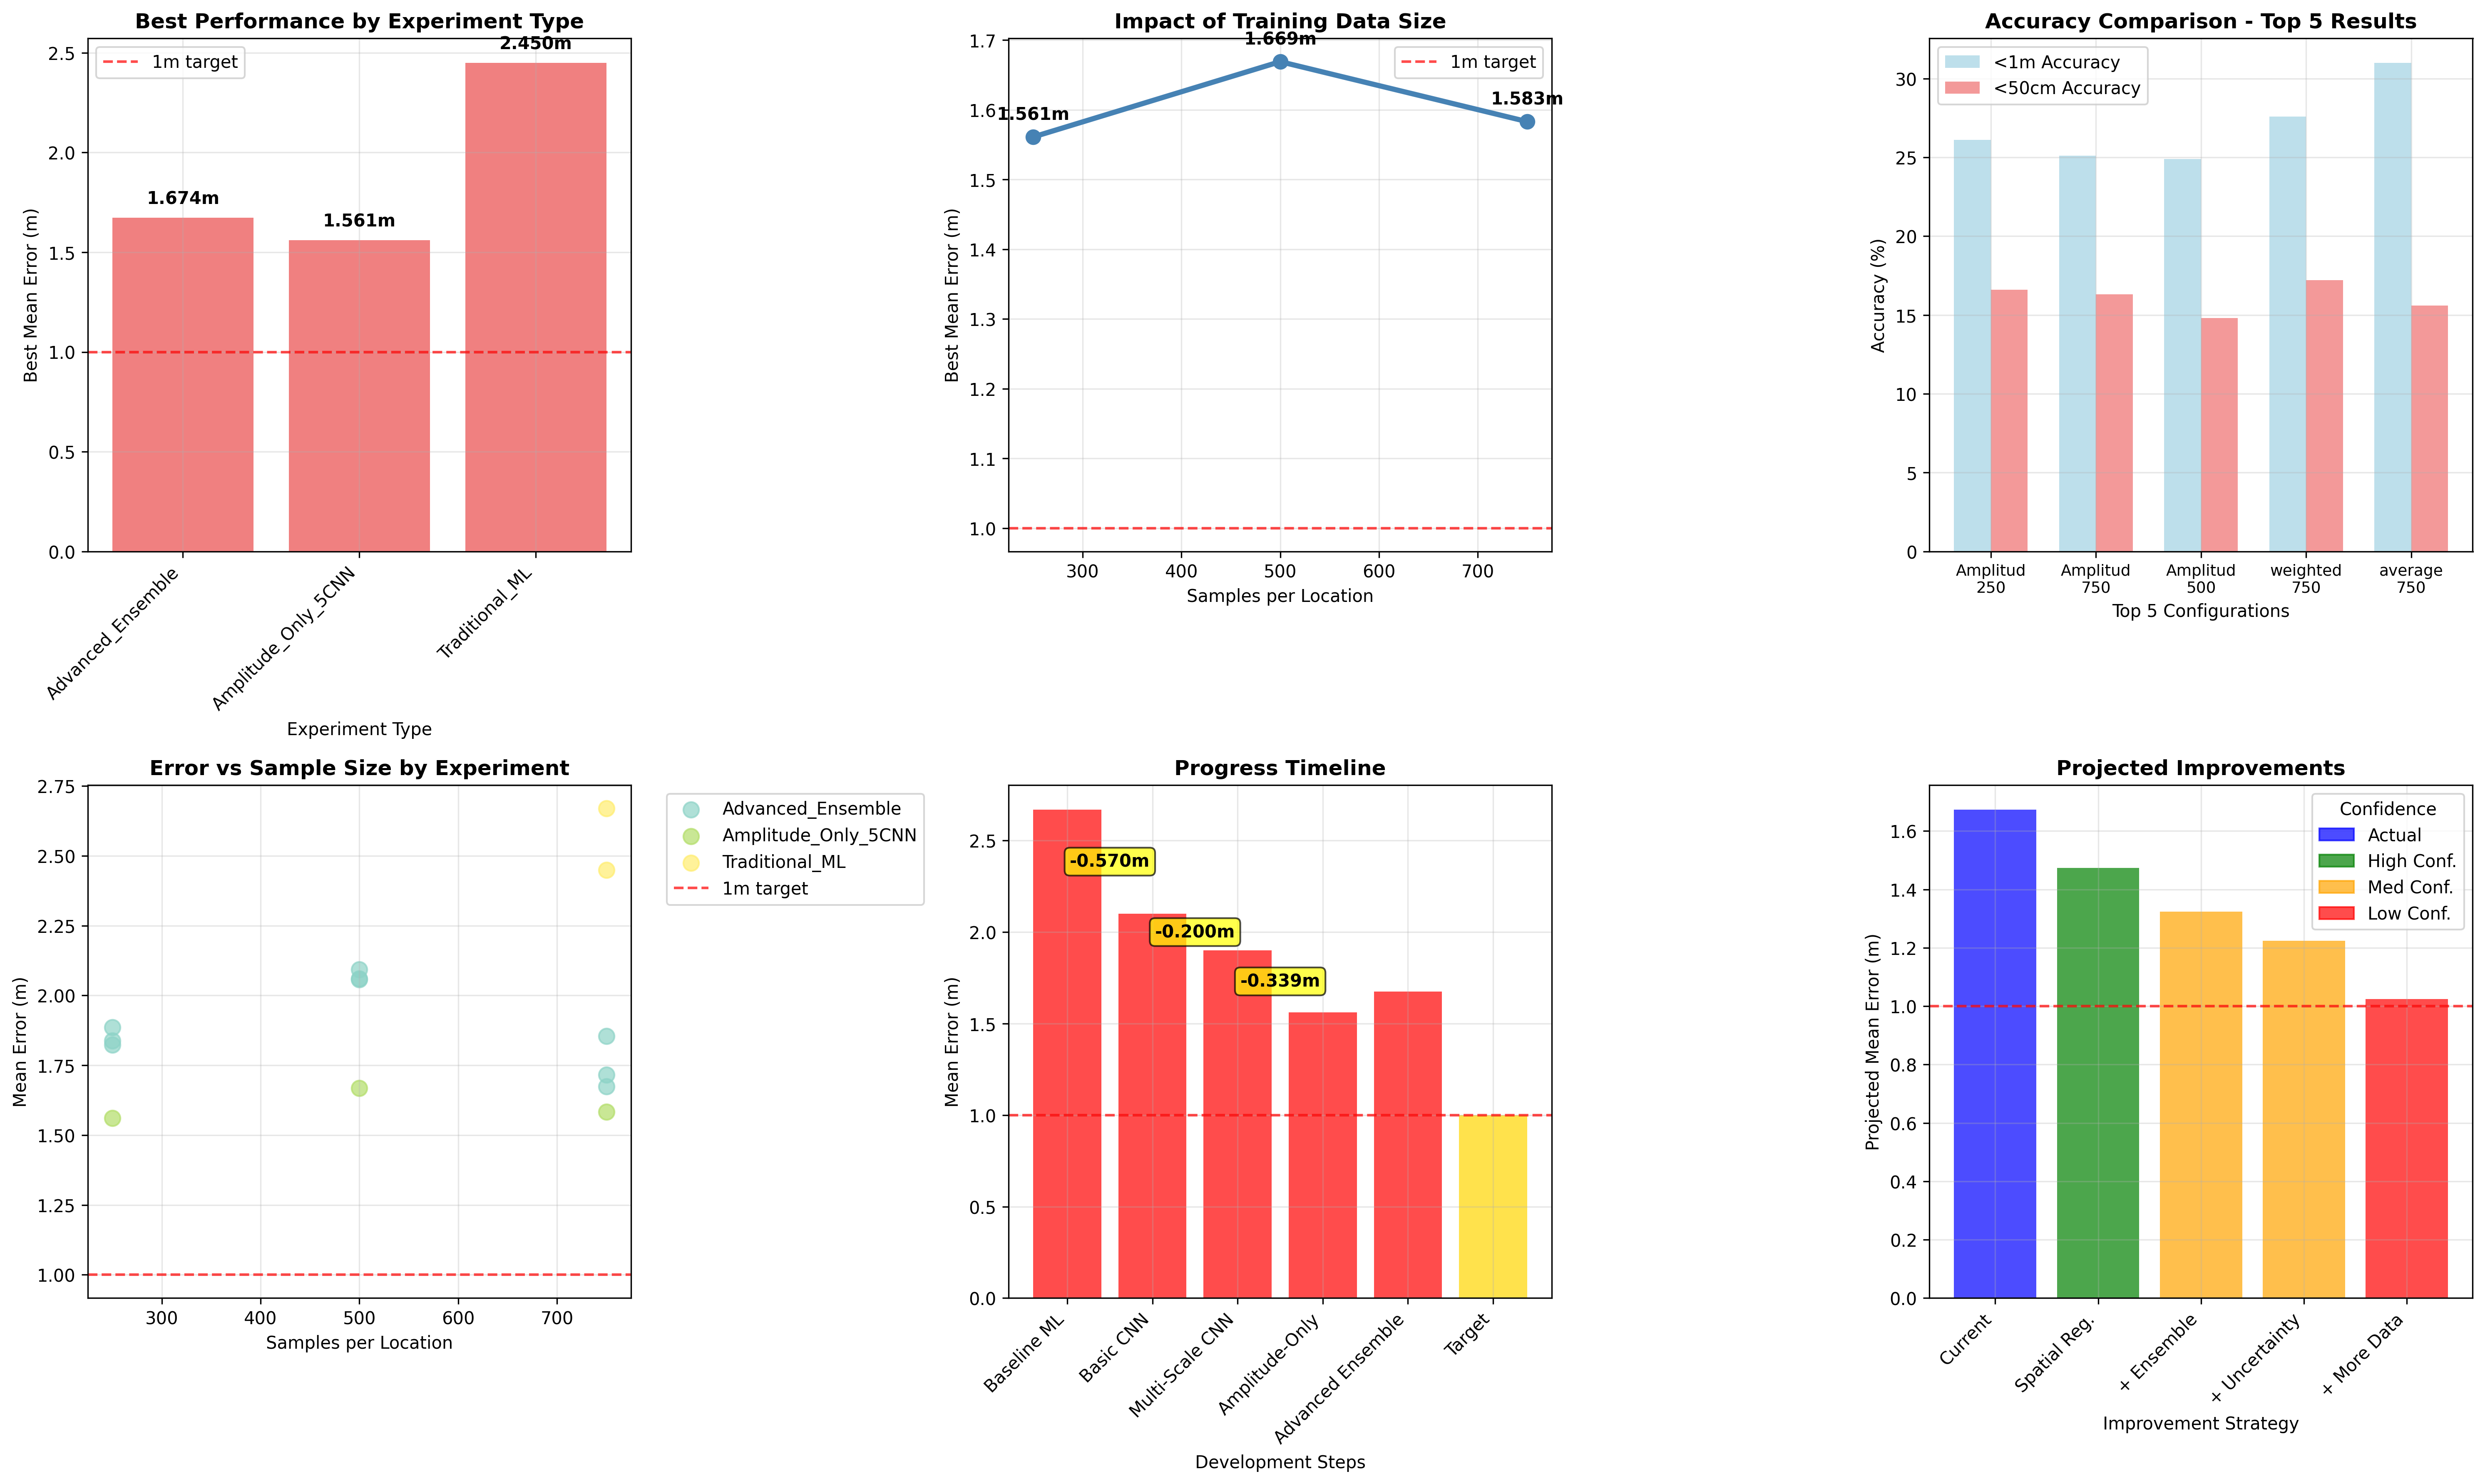 Best Performance by Experiment Type
2.450m
1m target
1.674m
1.561m
Best Mean Error (m)
2.5
2.0
1.5
1.0
0.5
0.0
Advanced_Ensemble
Amplitude_Only_5CNN
Traditional_ML
Experiment Type
Impact of Training Data Size
1.669m
1m target
1.561m
1.583m
Best Mean Error (m)
1.7
1.6
1.5
1.4
1.3
1.2
1.1
1.0
300 400 500 600 700
Samples per Location
Accuracy Comparison - Top 5 Results
<1m Accuracy
<50cm Accuracy
Accuracy (%)
30
25
20
15
10
5
0
Amplitud Amplitud Amplitud weighted average
250 750 500 750 750
Top 5 Configurations
Error vs Sample Size by Experiment
Mean Error (m)
2.75
2.50
2.25
2.00
1.75
1.50
1.25
1.00
300 400 500 600 700
Samples per Location
Advanced_Ensemble
Amplitude_Only_5CNN
Traditional_ML
1m target
Progress Timeline
-0.570m
-0.200m
-0.339m
Mean Error (m)
2.5
2.0
1.5
1.0
0.5
0.0
Baseline ML
Basic CNN
Multi-Scale CNN
Amplitude-Only
Advanced Ensemble
Target
Development Steps
Projected Improvements
Confidence
Actual
High Conf.
Med Conf.
Low Conf.
Projected Mean Error (m)
1.6
1.4
1.2
1.0
0.8
0.6
0.4
0.2
0.0
Current
Spatial Reg.
+ Ensemble
+ Uncertainty
+ More Data
Improvement Strategy